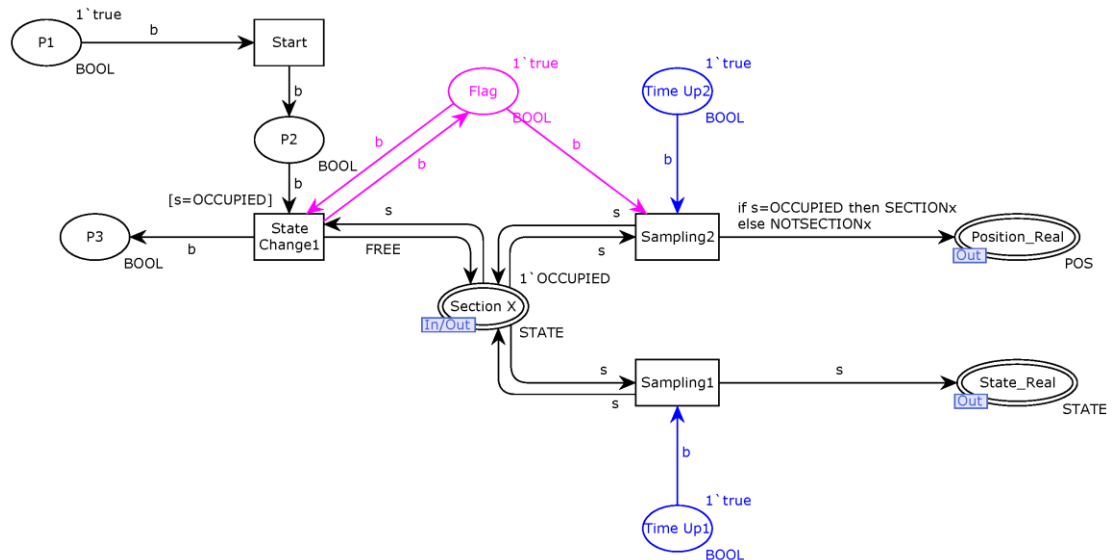 1`true
P1
BOOL
b
Start
b
P2
BOOL
b
1`true
Flag
BOOL
b
b
b
1`true
Time Up2
BOOL
b
[s=OCCUPIED]
State
Change1
P3
BOOL
b
s
FREE
s
s
Sampling2
if s=OCCUPIED then SECTIONx
else NOTSECTIONx
Position_Real
Out
POS
1`OCCUPIED
Section X
In/Out
STATE
s
s
Sampling1
s
State_Real
Out
STATE
b
1`true
Time Up1
BOOL